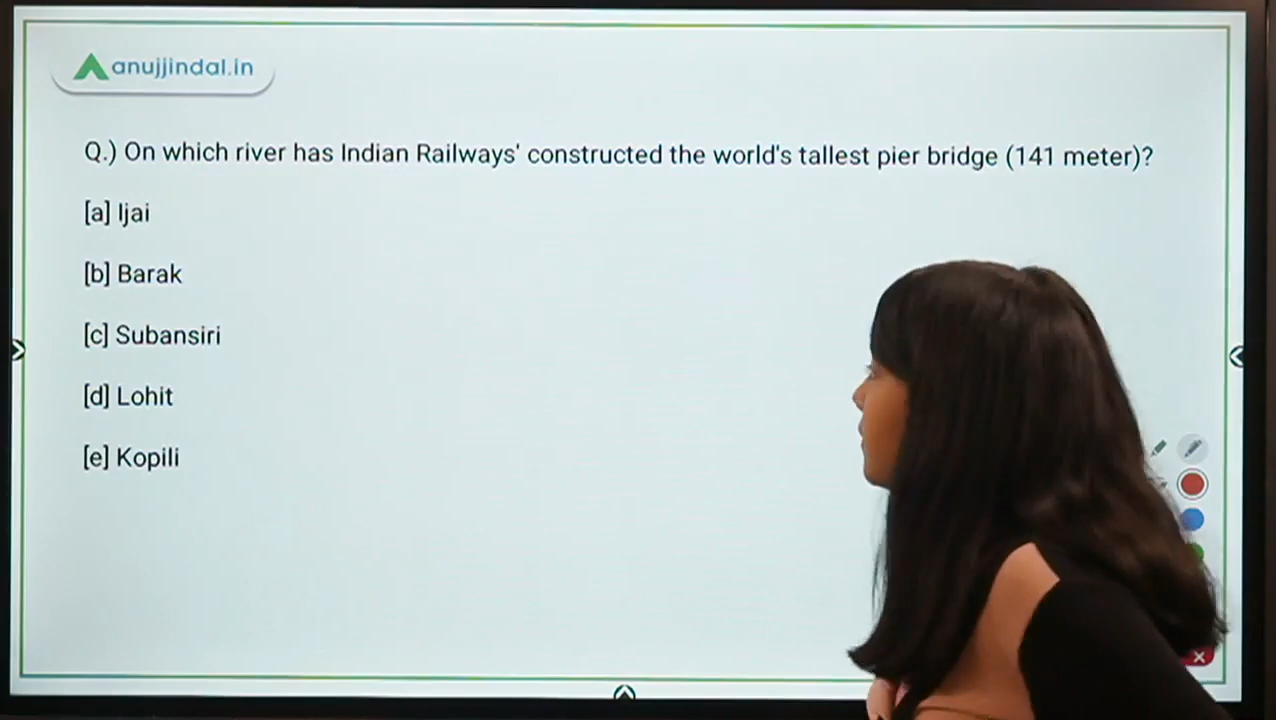 anujjindal.in
Q.) On which river has Indian Railways' constructed the world's tallest pier bridge (141 meter)?
[a] Ijai
[b] Barak
[c] Subansiri
[d] Lohit
[e] Kopili